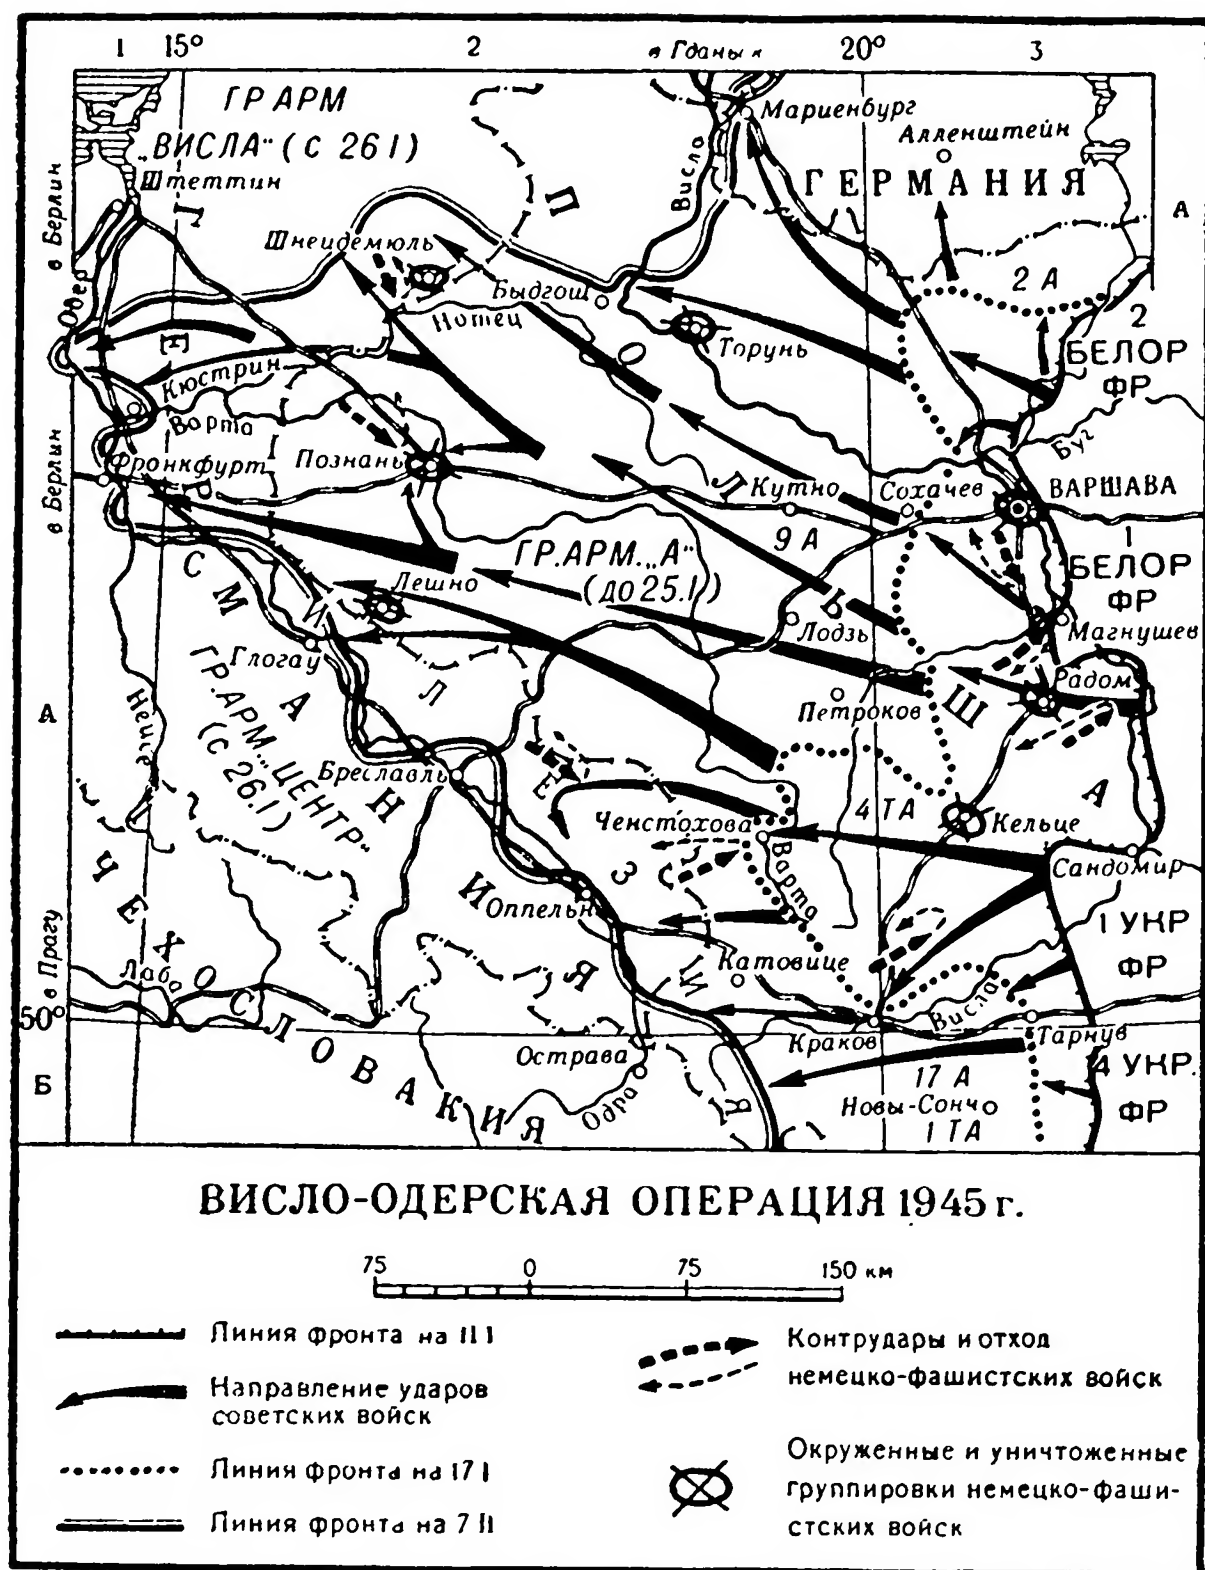 1 15° 2 в Гданьск 20° 3
ГР АРМ
„ВИСЛА“ (с 26 I)
Штеттин
Мариенбург
Алленштейн
ГЕРМАНИЯ
А
в Берлин
Висла
Шнейдемюль
Быдгощ
Нотец
Торунь
2 А
2
БЕЛОР
ФР
Одер
Кюстрин
Варта
Буг
в Берлин
Франкфурт
Познань
Кутно
Сохачев
ВАРШАВА
9 А
1
БЕЛОР
ФР
ГР.АРМ.„А“
(ДО 25.I)
Лешно
Лодзь
Магнушев
Глогау
Радом
Петроков
А
Нейсе
ГР.АРМ.„ЦЕНТР“
(с 26.I)
Бреславль
Ченстохова
4 ТА
Кельце
Варта
Сандомир
Оппельн
1 УКР
ФР
в Прагу
Лаба
Катовице
Висла
50°
Краков
Тарнув
Острава
Одра
17 А
4 УКР.
ФР
Новы-Сонч
1 ТА
Б
ГЕРМАНИЯ
ПОЛЬША
СИЛЕЗИЯ
ЧЕХОСЛОВАКИЯ
ВИСЛО-ОДЕРСКАЯ ОПЕРАЦИЯ 1945 г.
75 0 75 150 км
Линия фронта на 11 I
Направление ударов
советских войск
Линия фронта на 17 I
Линия фронта на 7 II
Контрудары и отход
немецко-фашистских войск
Окруженные и уничтоженные
группировки немецко-фаши-
стских войск